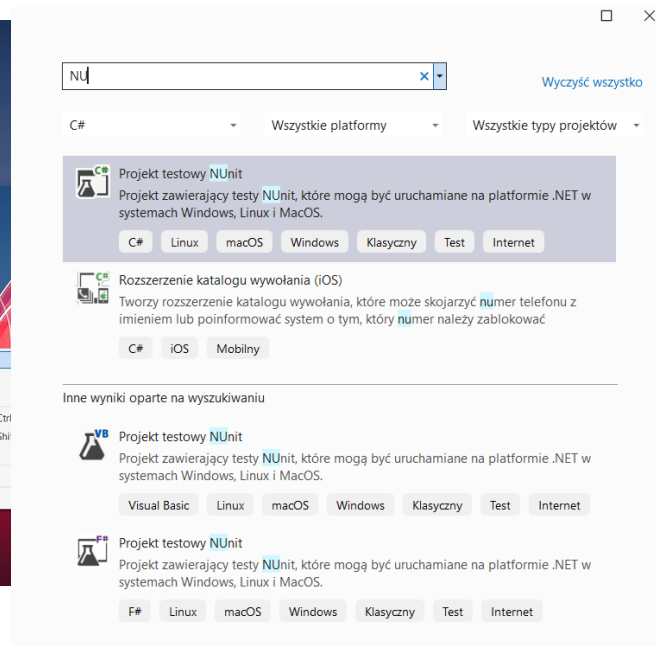 NU
Wyczyść wszystko
C#
Wszystkie platformy
Wszystkie typy projektów
C#
Projekt testowy NUnit
Projekt zawierający testy NUnit, które mogą być uruchamiane na platformie .NET w
systemach Windows, Linux i MacOS.
C# Linux macOS Windows Klasyczny Test Internet
C#
Rozszerzenie katalogu wywołania (iOS)
Tworzy rozszerzenie katalogu wywołania, które może skojarzyć numer telefonu z
imieniem lub poinformować system o tym, który numer należy zablokować
C# iOS Mobilny
Inne wyniki oparte na wyszukiwaniu
Ctrl
Shi
VB
Projekt testowy NUnit
Projekt zawierający testy NUnit, które mogą być uruchamiane na platformie .NET w
systemach Windows, Linux i MacOS.
Visual Basic Linux macOS Windows Klasyczny Test Internet
F#
Projekt testowy NUnit
Projekt zawierający testy NUnit, które mogą być uruchamiane na platformie .NET w
systemach Windows, Linux i MacOS.
F# Linux macOS Windows Klasyczny Test Internet